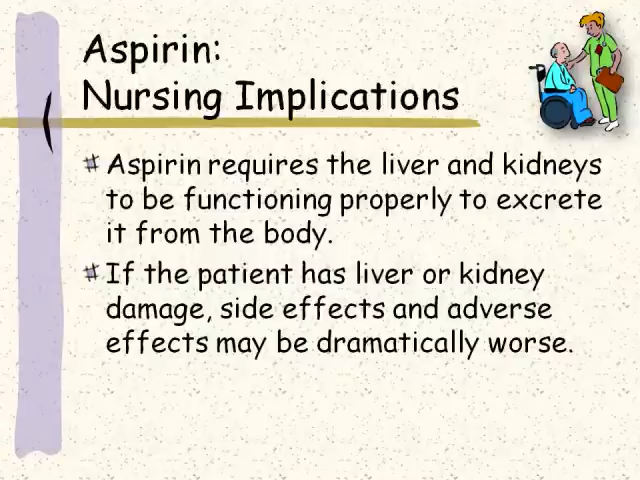 Aspirin:
Nursing Implications
Aspirin requires the liver and kidneys
to be functioning properly to excrete
it from the body.
If the patient has liver or kidney
damage, side effects and adverse
effects may be dramatically worse.